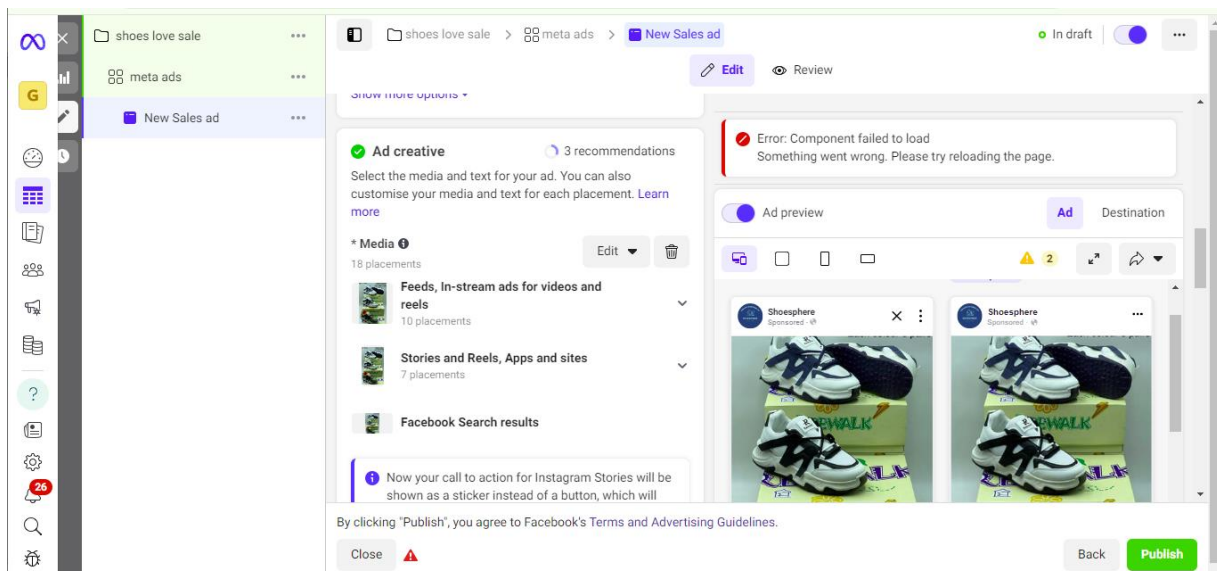 shoes love sale
meta ads
New Sales ad
G
26
shoes love sale > meta ads > New Sales ad
In draft
Edit
Review
Show more options
Ad creative
3 recommendations
Select the media and text for your ad. You can also
customise your media and text for each placement. Learn
more
* Media
18 placements
Edit
Feeds, In-stream ads for videos and
reels
10 placements
Stories and Reels, Apps and sites
7 placements
Facebook Search results
Now your call to action for Instagram Stories will be
shown as a sticker instead of a button, which will
Error: Component failed to load
Something went wrong. Please try reloading the page.
Ad preview
Ad
Destination
2
Shoesphere
Sponsored ·
Shoesphere
Sponsored ·
By clicking "Publish", you agree to Facebook's Terms and Advertising Guidelines.
Close
Back
Publish